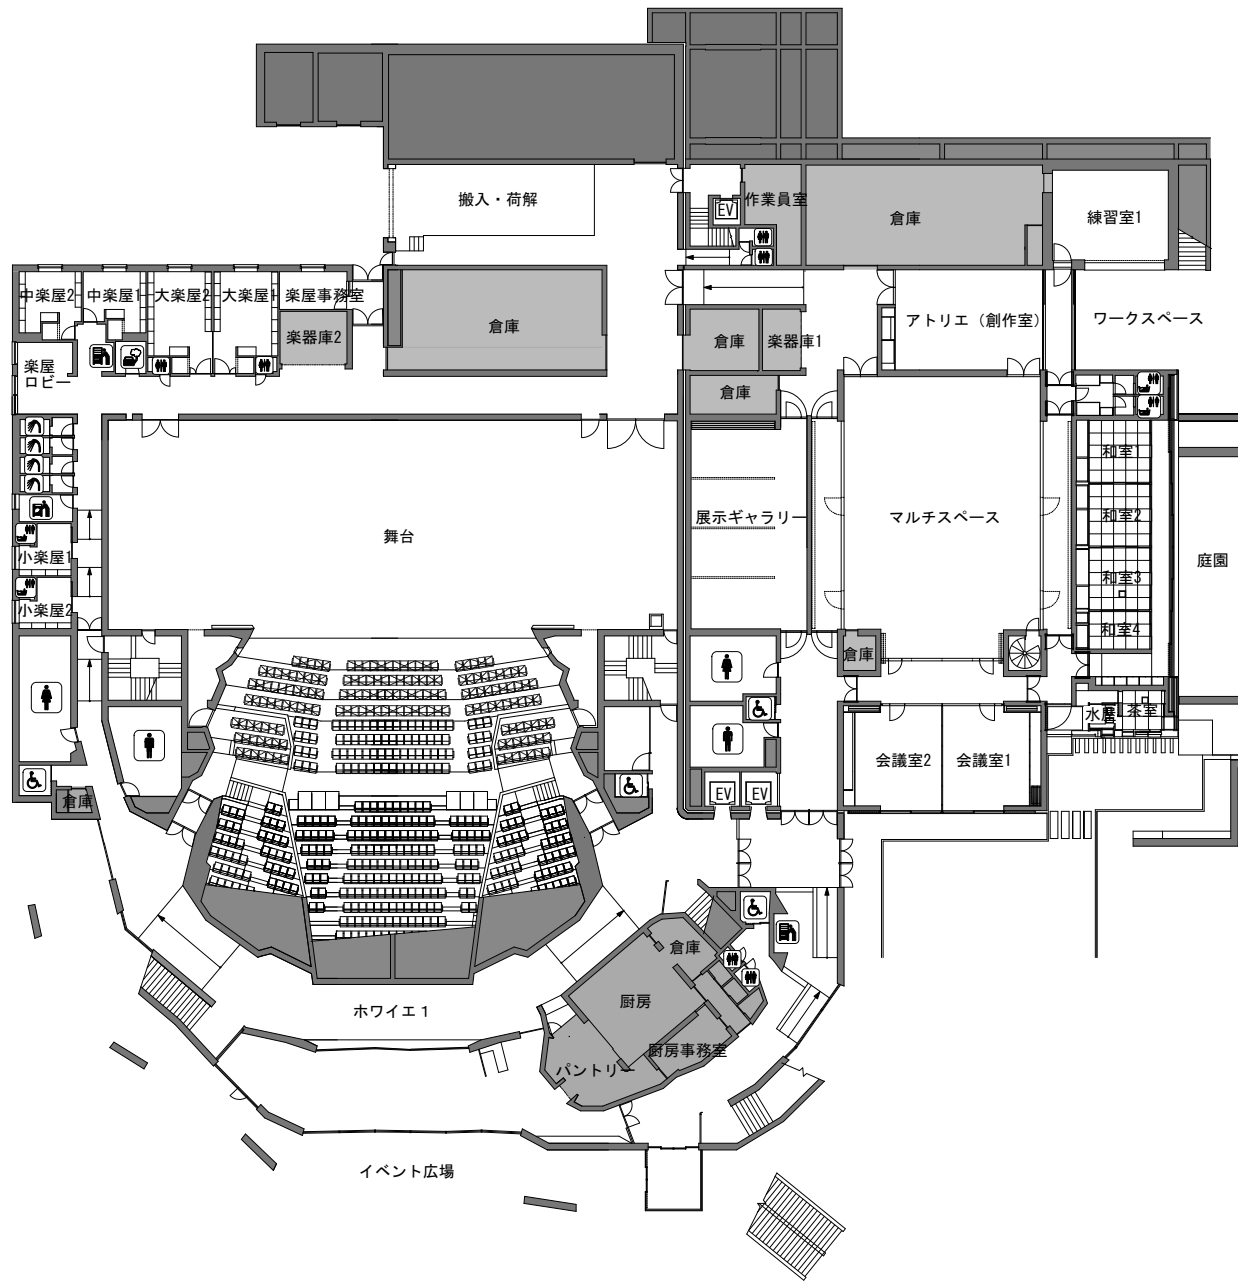 搬入・荷解
EV
作業員室
倉庫
練習室1
中楽屋2
中楽屋1
大楽屋2
大楽屋1
楽屋事務室
楽器庫2
倉庫
倉庫
楽器庫1
アトリエ（創作室）
ワークスペース
楽屋
ロビー
倉庫
和室1
和室2
和室3
和室4
舞台
展示ギャラリー
マルチスペース
庭園
小楽屋1
小楽屋2
倉庫
水屋
茶室
会議室2
会議室1
EV
EV
倉庫
倉庫
厨房
ホワイエ１
厨房事務室
パントリー
イベント広場